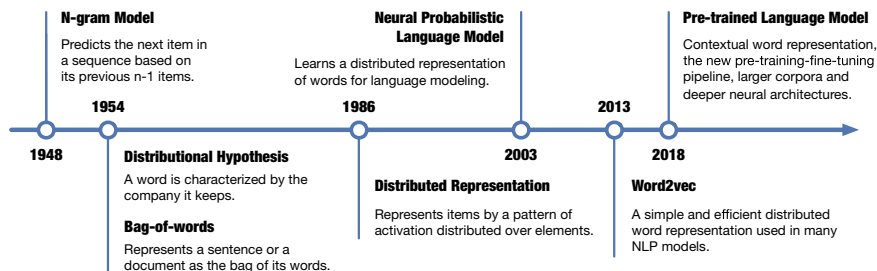 N-gram Model
Predicts the next item in
a sequence based on
its previous n-1 items.
Neural Probabilistic
Language Model
Learns a distributed representation
of words for language modeling.
Pre-trained Language Model
Contextual word representation,
the new pre-training-fine-tuning
pipeline, larger corpora and
deeper neural architectures.
1954
1986
2013
1948
2003
2018
Distributional Hypothesis
A word is characterized by the
company it keeps.
Bag-of-words
Represents a sentence or a
document as the bag of its words.
Distributed Representation
Represents items by a pattern of
activation distributed over elements.
Word2vec
A simple and efficient distributed
word representation used in many
NLP models.